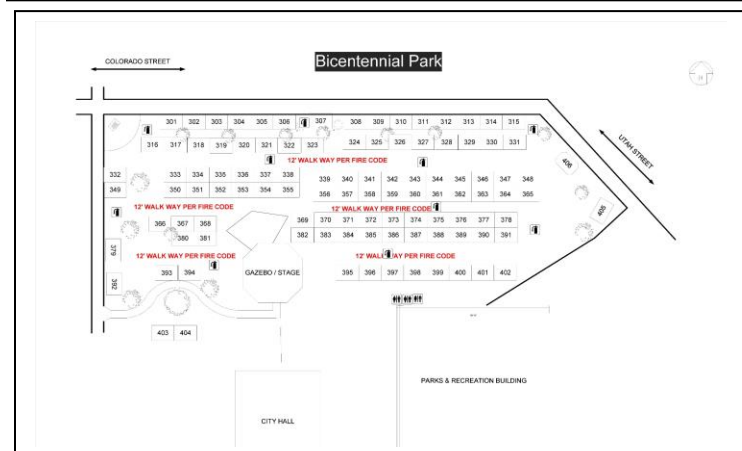 Bicentennial Park
COLORADO STREET
UTAH STREET
301 302 303 304 305 306 307 308 309 310 311 312 313 314 315
316 317 318 319 320 321 322 323 324 325 326 327 328 329 330 331
12' WALK WAY PER FIRE CODE
406
332 333 334 335 336 337 338 339 340 341 342 343 344 345 346 347 348
349 350 351 352 353 354 355 356 357 358 359 360 361 362 363 364 365
405
12' WALK WAY PER FIRE CODE 12' WALK WAY PER FIRE CODE
366 367 368 369 370 371 372 373 374 375 376 377 378
380 381 382 383 384 385 386 387 388 389 390 391
379
12' WALK WAY PER FIRE CODE 12' WALK WAY PER FIRE CODE
392 393 394 GAZEBO / STAGE 395 396 397 398 399 400 401 402
403 404
PARKS & RECREATION BUILDING
CITY HALL